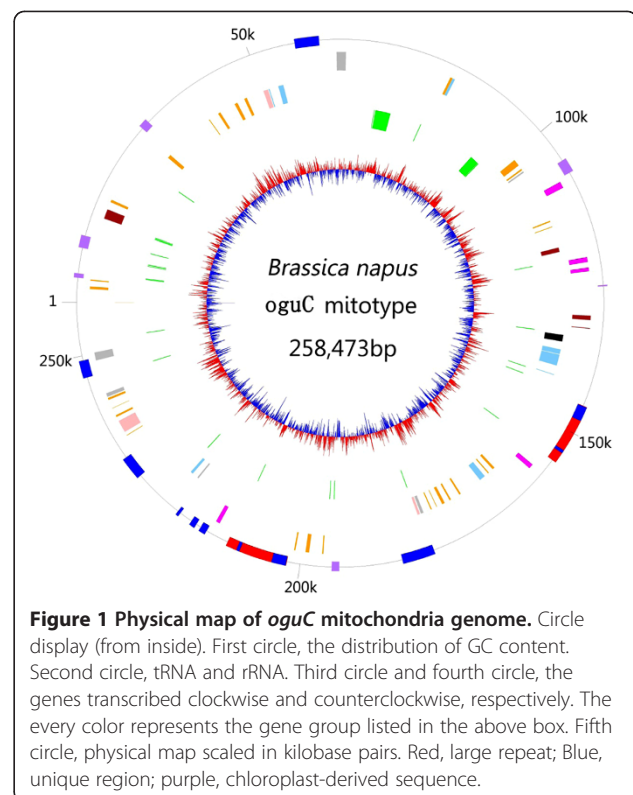 50k
100k
1
Brassica napus
oguC mitotype
258,473bp
250k
150k
200k
Figure 1 Physical map of oguC mitochondria genome. Circle
display (from inside). First circle, the distribution of GC content.
Second circle, tRNA and rRNA. Third circle and fourth circle, the
genes transcribed clockwise and counterclockwise, respectively. The
every color represents the gene group listed in the above box. Fifth
circle, physical map scaled in kilobase pairs. Red, large repeat; Blue,
unique region; purple, chloroplast-derived sequence.